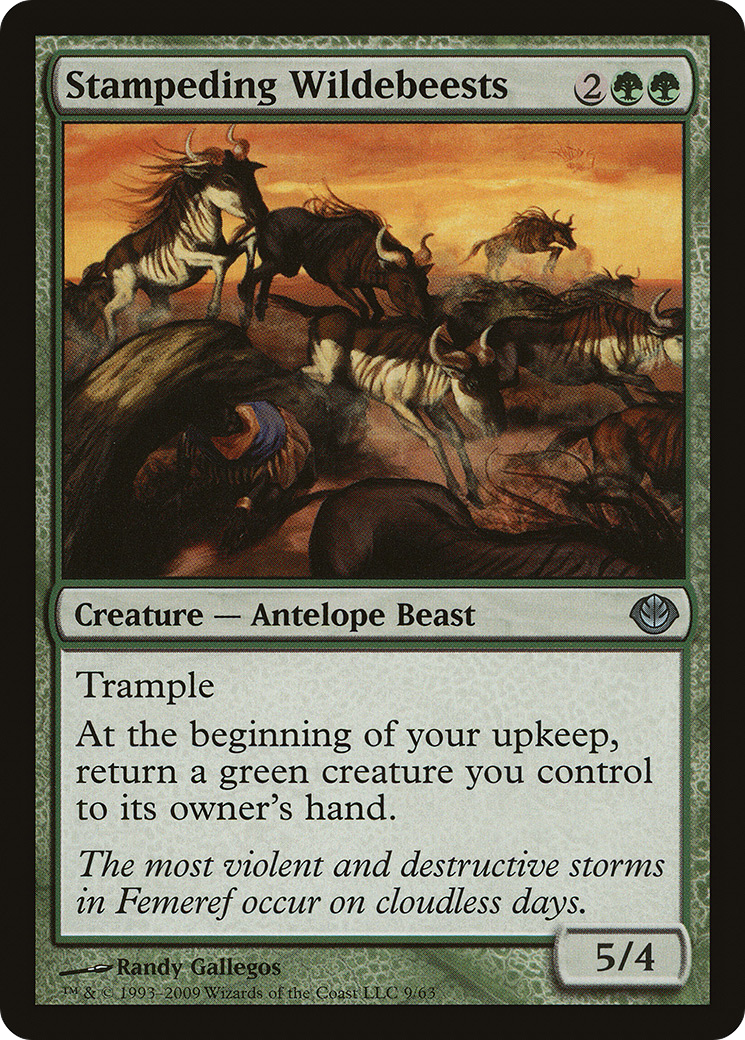 Stampeding Wildebeests 2
Creature — Antelope Beast
Trample
At the beginning of your upkeep,
return a green creature you control
to its owner's hand.
The most violent and destructive storms
in Femeref occur on cloudless days.
5/4
Randy Gallegos
™ & © 1993–2009 Wizards of the Coast LLC 9/63